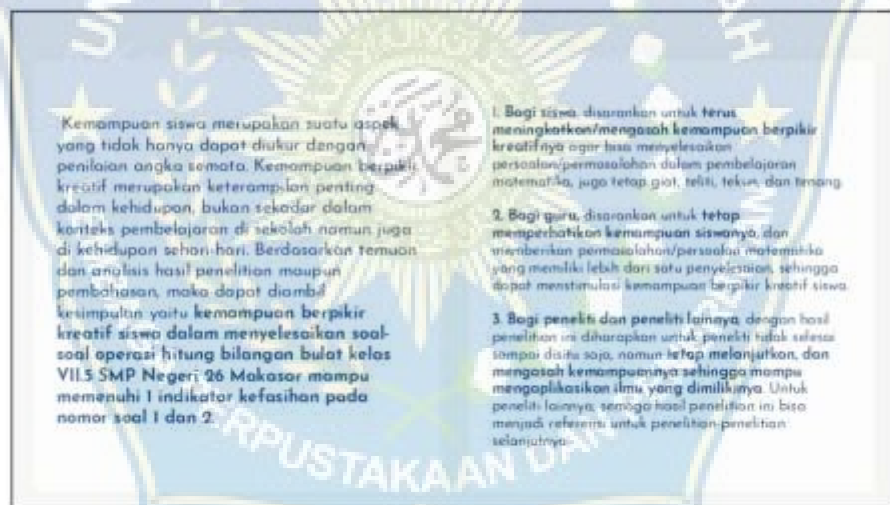 Kemampuan siswa merupakan suatu aspek
yang tidak hanya dapat diukur dengan
penilaian angka semata. Kemampuan berpikir
kreatif merupakan keterampilan penting
dalam kehidupan, bukan sekadar dalam
konteks pembelajaran di sekolah namun juga
di kehidupan sehari-hari. Berdasarkan temuan
dan analisis hasil penelitian maupun
pembahasan, maka dapat diambil
kesimpulan yaitu kemampuan berpikir
kreatif siswa dalam menyelesaikan soal-
soal operasi hitung bilangan bulat kelas
VII.5 SMP Negeri 26 Makasar mampu
memenuhi 1 indikator kefasihan pada
nomor soal 1 dan 2.
1. Bagi siswa, disarankan untuk terus
meningkatkan/mengasah kemampuan berpikir
kreatifnya agar bisa menyelesaikan
persoalan/permasalahan dalam pembelajaran
matematika, juga tetap giat, teliti, tekun, dan tenang.
2. Bagi guru, disarankan untuk tetap
memperhatikan kemampuan siswanya, dan
memberikan permasalahan/persoalan matematika
yang memiliki lebih dari satu penyelesaian, sehingga
dapat menstimulasi kemampuan berpikir kreatif siswa.
3. Bagi peneliti dan peneliti lainnya, dengan hasil
penelitian ini diharapkan untuk peneliti tidak selesai
sampai disitu saja, namun tetap melanjutkan, dan
mengasah kemampuannya sehingga mampu
mengaplikasikan ilmu yang dimilikinya. Untuk
peneliti lainnya, semoga hasil penelitian ini bisa
menjadi referensi untuk penelitian-penelitian
selanjutnya.
ERPUSTAKAAN DAN